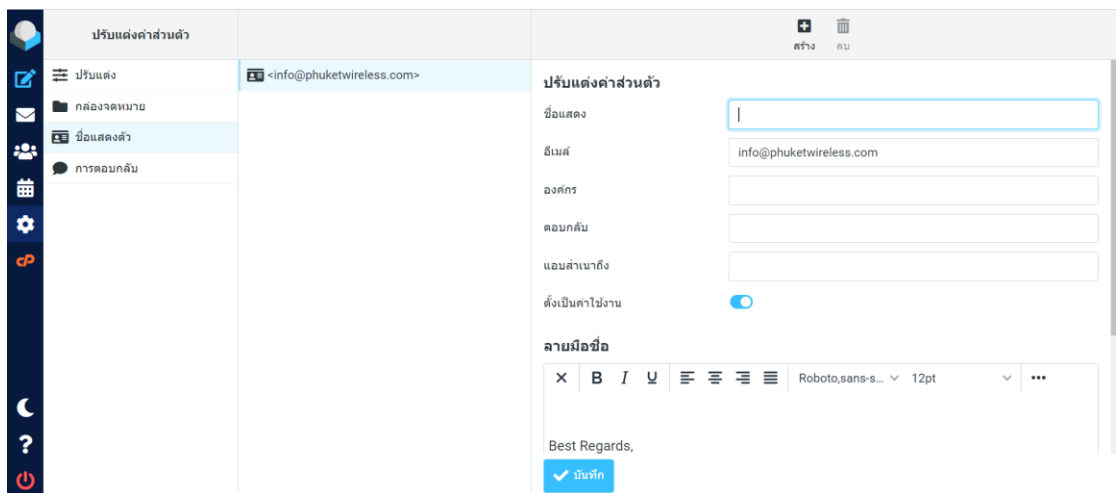 ปรับแต่งค่าส่วนตัว
สร้าง
ลบ
ปรับแต่ง
กล่องจดหมาย
ชื่อแสดงตัว
การตอบกลับ
<info@phuketwireless.com>
ปรับแต่งค่าส่วนตัว
ชื่อแสดง
อีเมล์
info@phuketwireless.com
องค์กร
ตอบกลับ
แอบสำเนาถึง
ตั้งเป็นค่าใช้งาน
ลายมือชื่อ
B I U Roboto,sans-s... 12pt
Best Regards,
บันทึก
cP
?